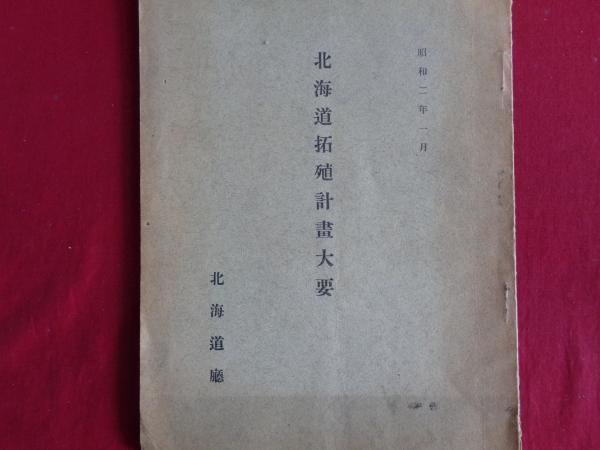 昭和二年一月
北海道拓殖計畫大要
北海道廳